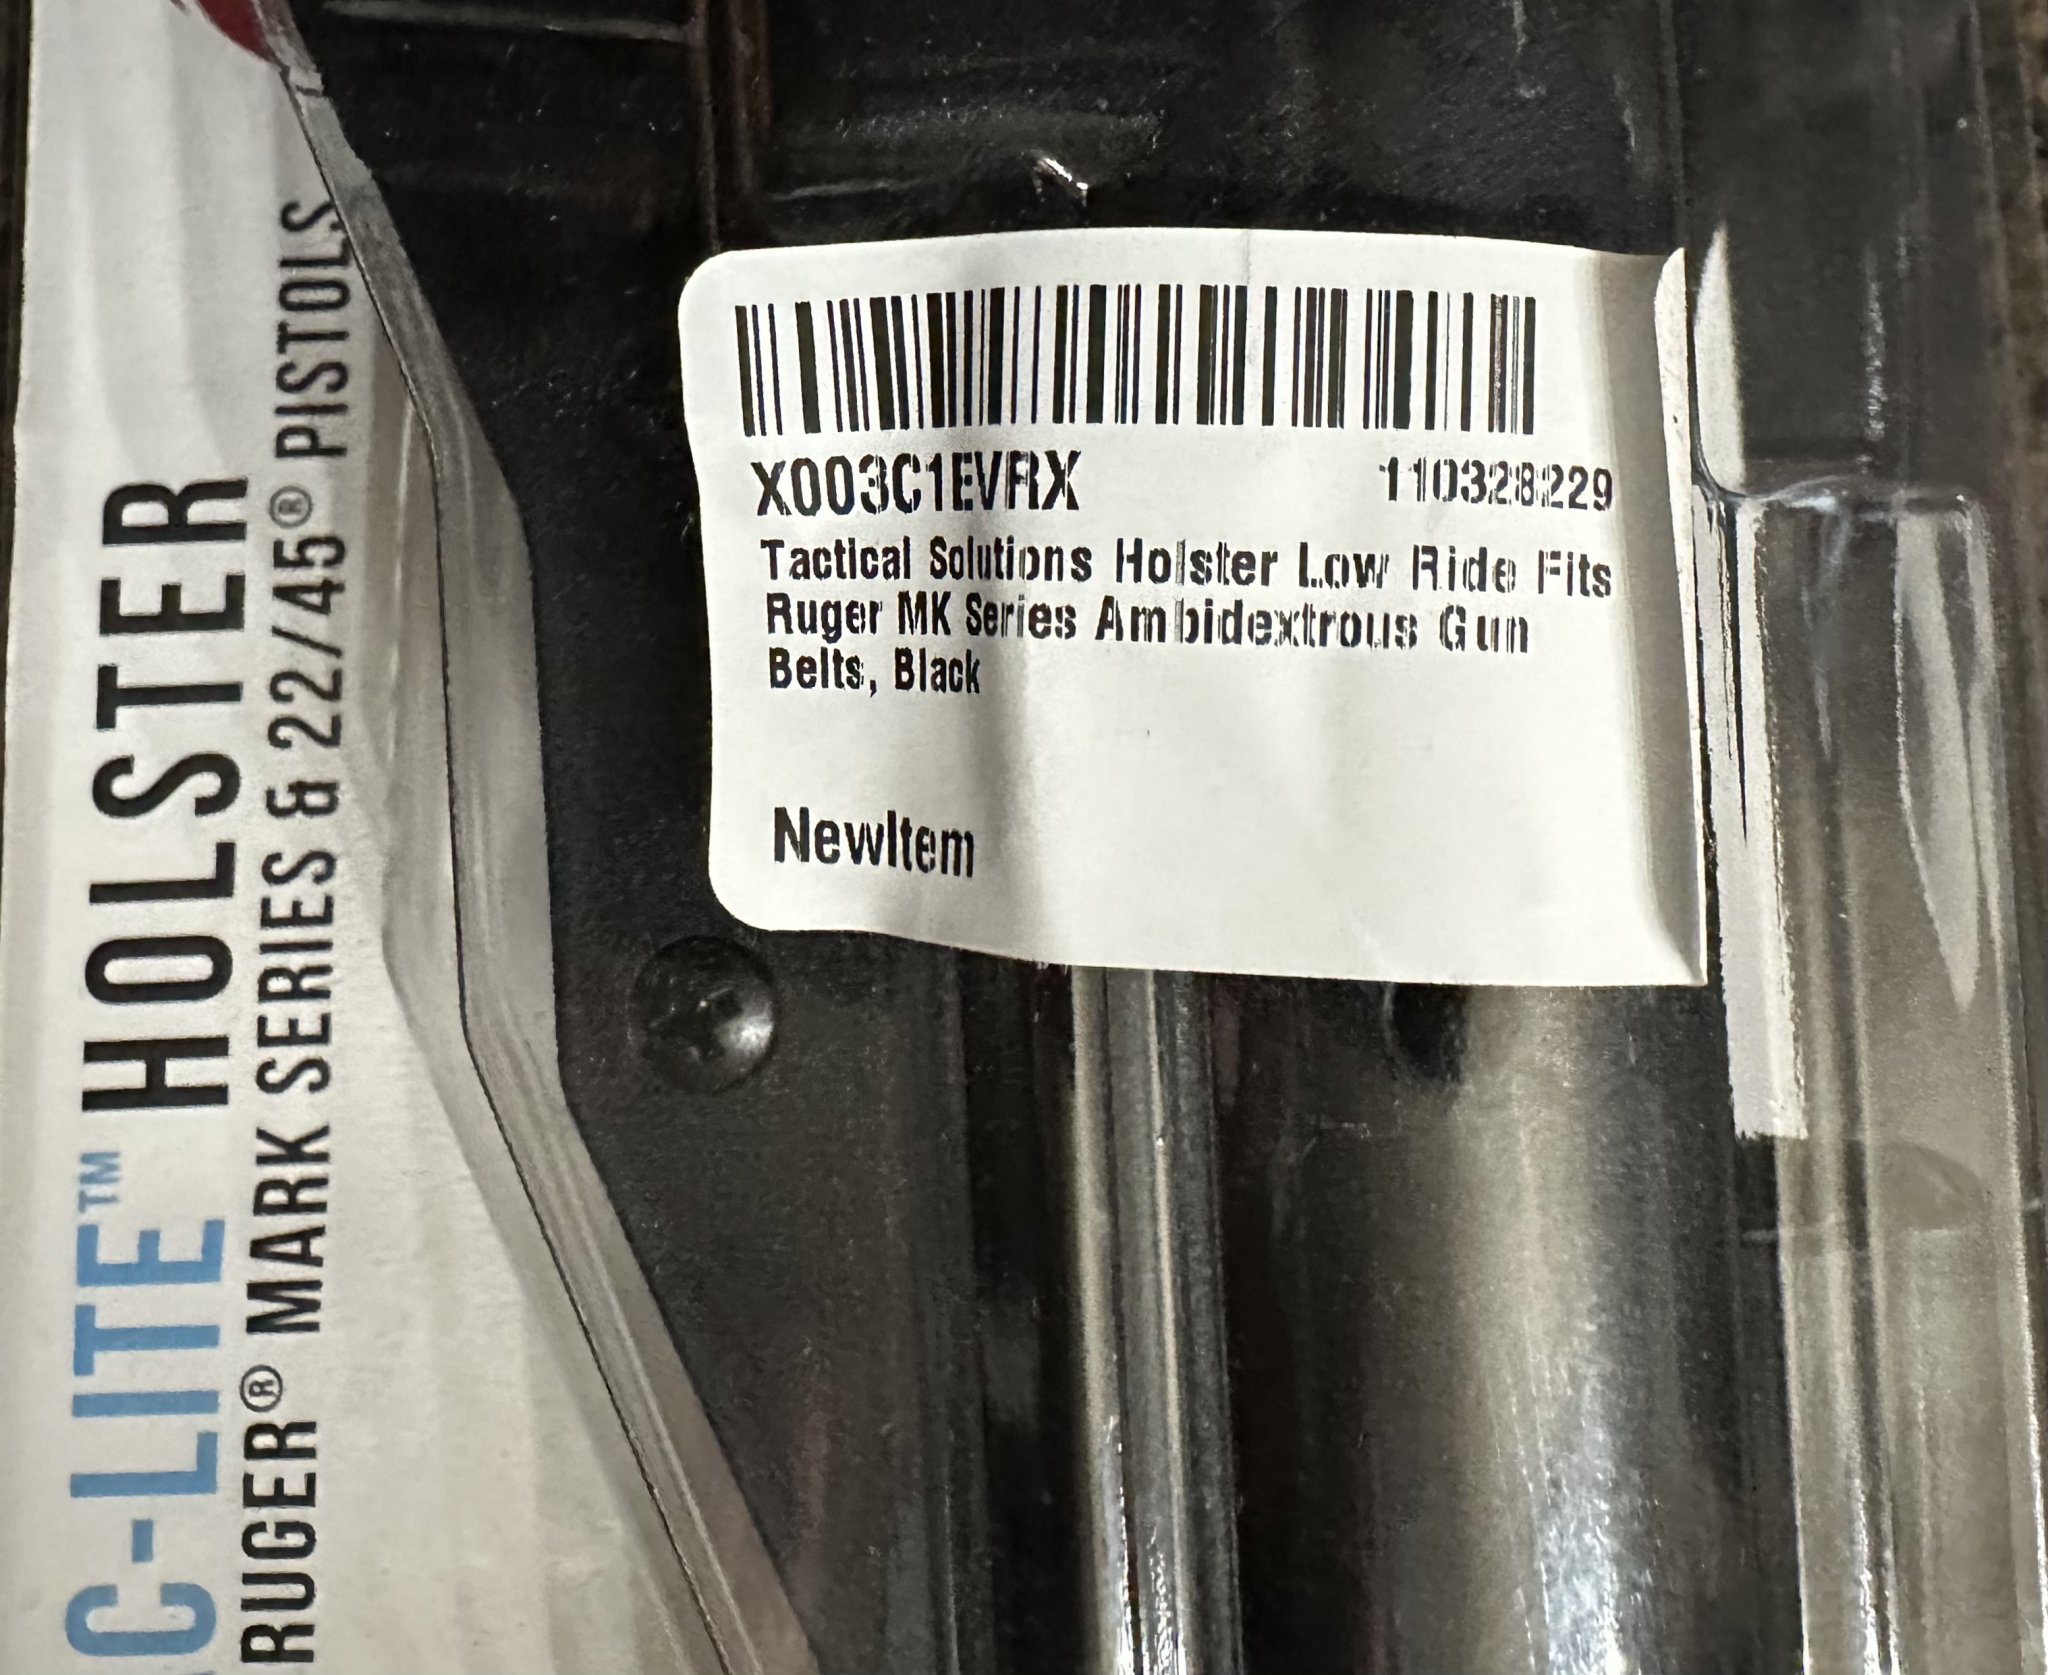 C-LITE™ HOLSTER
RUGER® MARK SERIES & 22/45® PISTOLS
X003C1EVRX
110328229
Tactical Solutions Holster Low Ride Fits
Ruger MK Series Ambidextrous Gun
Belts, Black
NewItem